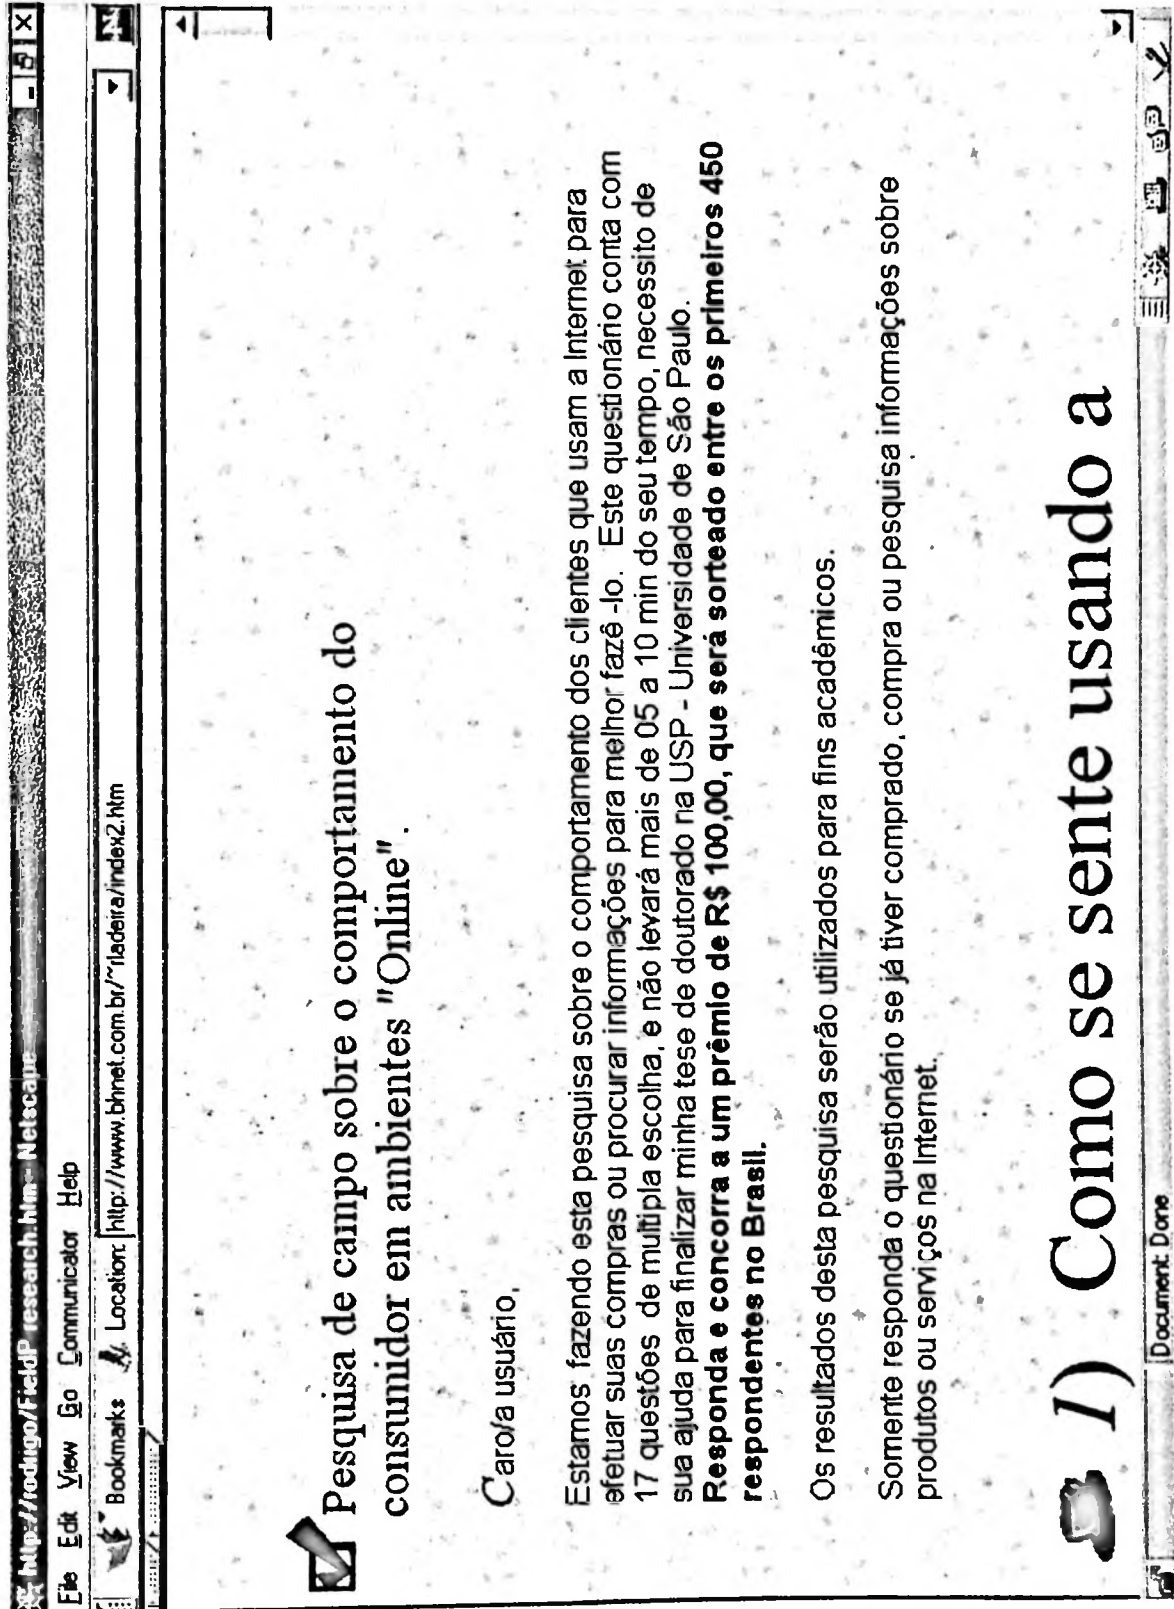 http://rodrigo/FieldP research.htm - Netscape
File Edit View Go Communicator Help
Bookmarks Location: http://www.bhnet.com.br/~rladeira/index2.htm
Pesquisa de campo sobre o comportamento do
consumidor em ambientes "Online".
Caro/a usuário,
Estamos fazendo esta pesquisa sobre o comportamento dos clientes que usam a Internet para
efetuar suas compras ou procurar informações para melhor fazê -lo. Este questionário conta com
17 questões de multipla escolha, e não levará mais de 05 a 10 min do seu tempo, necessito de
sua ajuda para finalizar minha tese de doutorado na USP - Universidade de São Paulo.
Responda e concorra a um prêmio de R$ 100,00, que será sorteado entre os primeiros 450
respondentes no Brasil.
Os resultados desta pesquisa serão utilizados para fins acadêmicos.
Somente responda o questionário se já tiver comprado, compra ou pesquisa informações sobre
produtos ou serviços na Internet.
1) Como se sente usando a
Document: Done